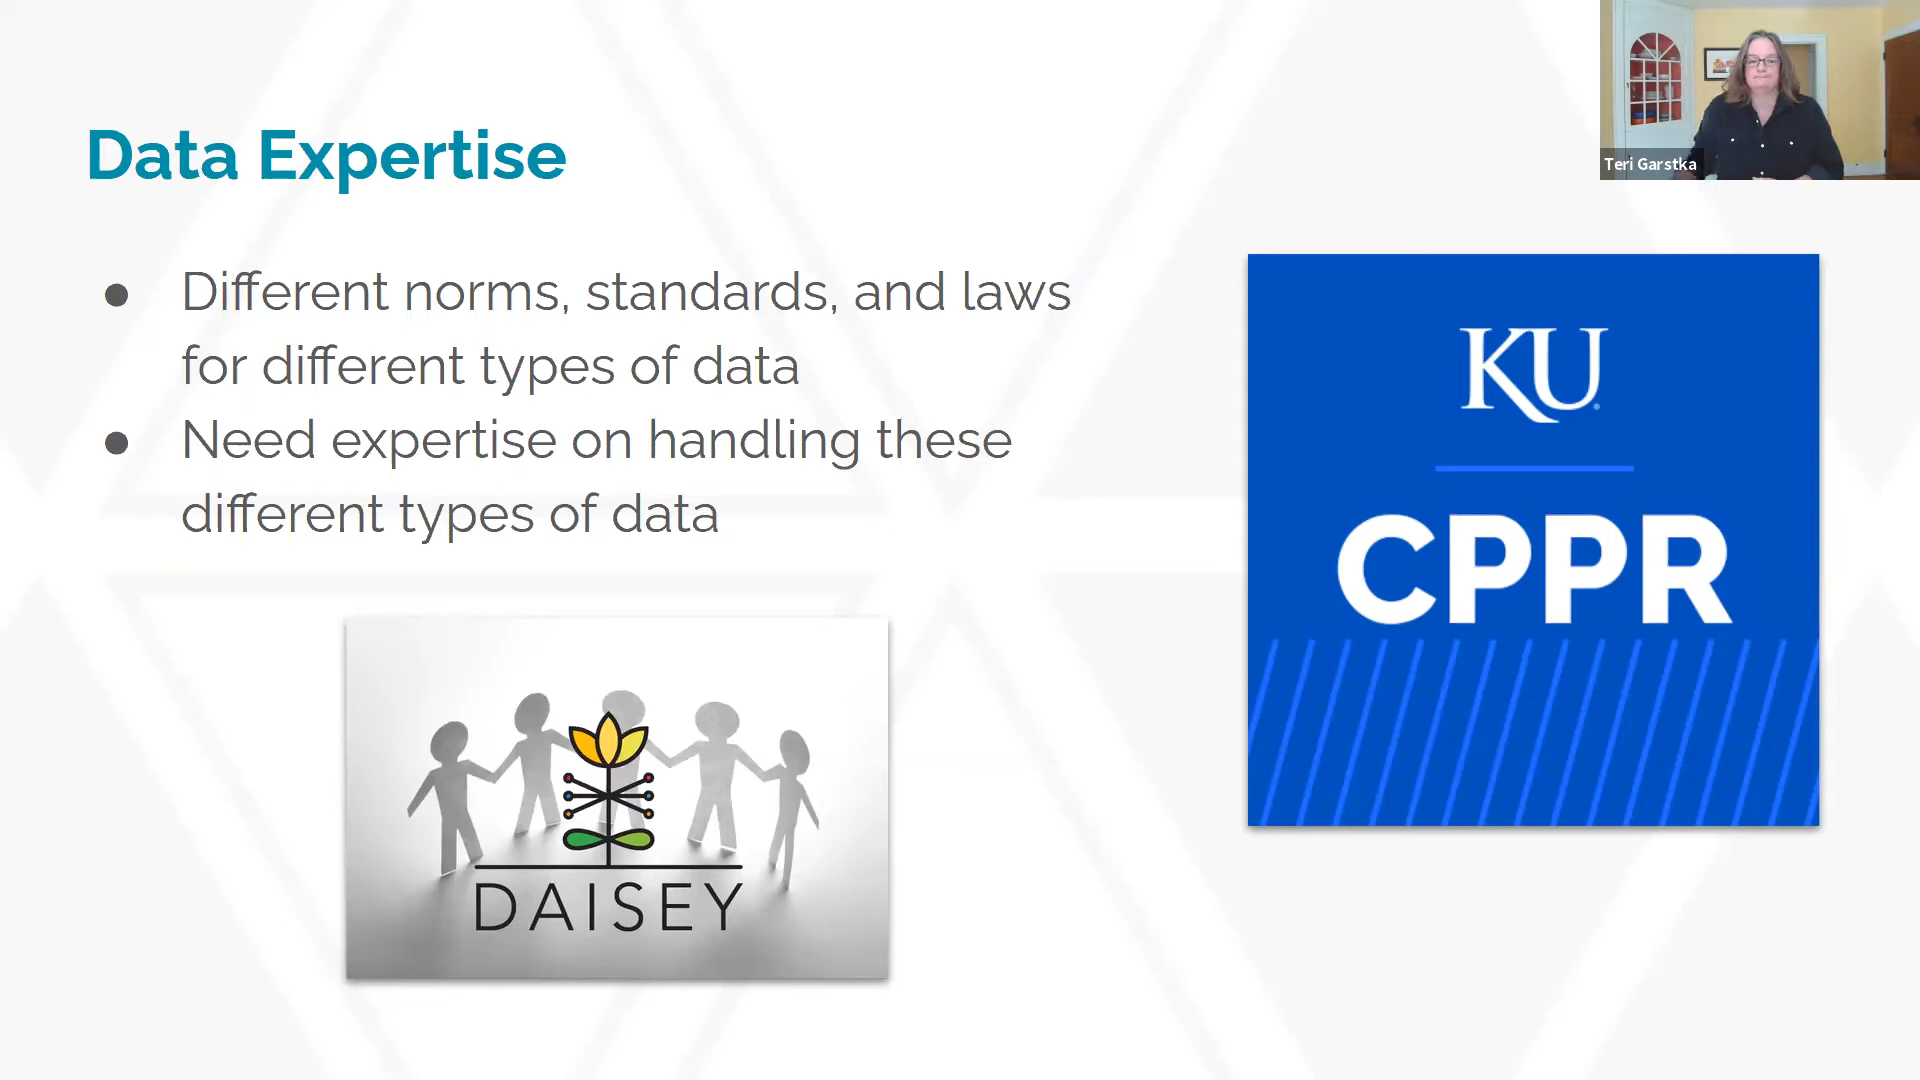 Teri Garstka
Data Expertise
● Different norms, standards, and laws
for different types of data
● Need expertise on handling these
different types of data
KU
CPPR
DAISEY